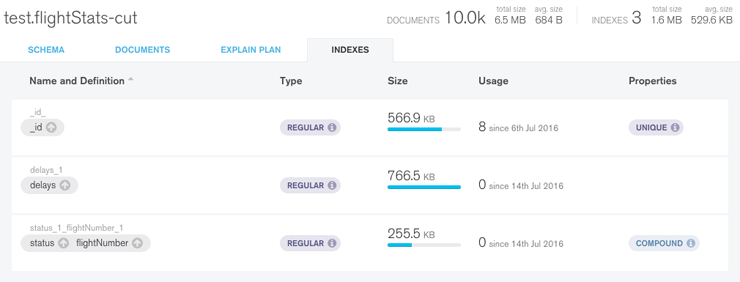 test.flightStats-cut
DOCUMENTS 10.0k total size 6.5 MB avg. size 684 B INDEXES 3 total size 1.6 MB avg. size 529.6 KB
SCHEMA DOCUMENTS EXPLAIN PLAN INDEXES
Name and Definition Type Size Usage Properties
_id_
_id REGULAR 566.9 KB 8 since 6th Jul 2016 UNIQUE
delays_1
delays REGULAR 766.5 KB 0 since 14th Jul 2016
status_1_flightNumber_1
status flightNumber REGULAR 255.5 KB 0 since 14th Jul 2016 COMPOUND